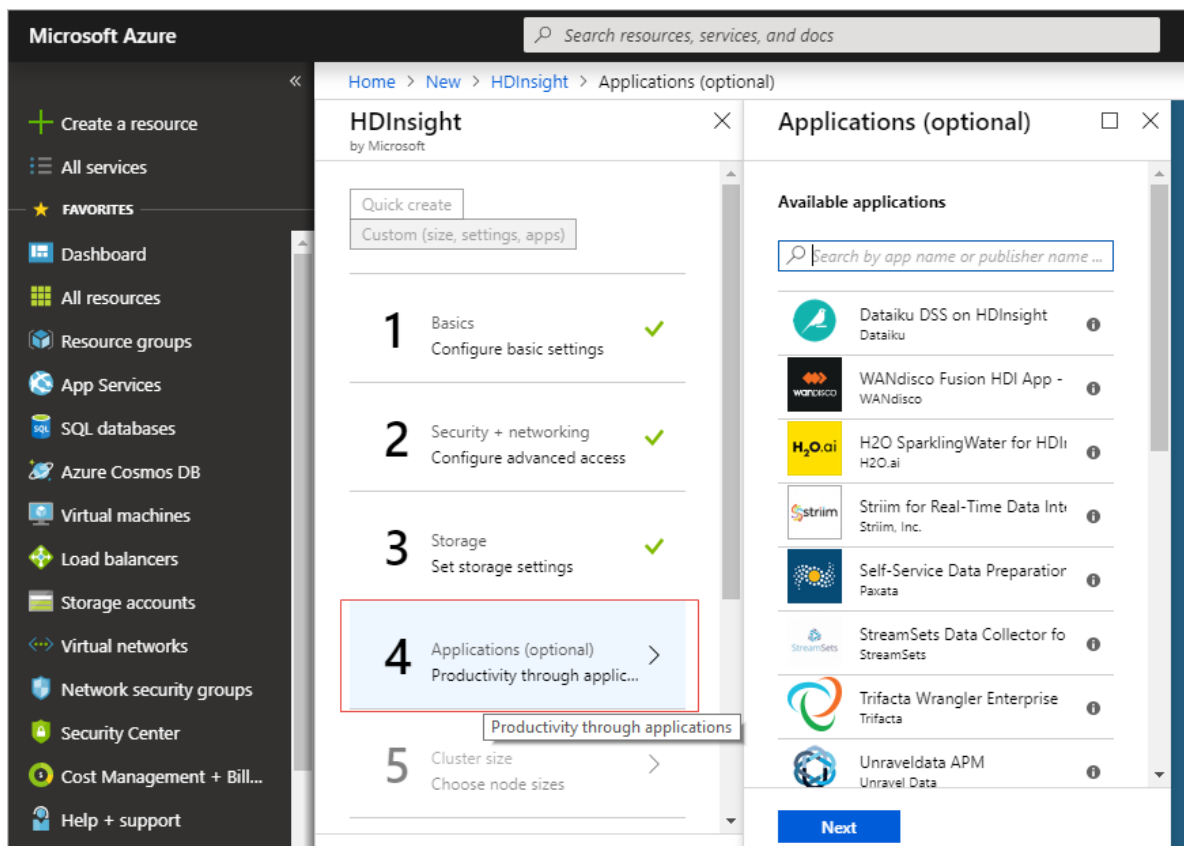 Microsoft Azure
Search resources, services, and docs
«
Create a resource
All services
FAVORITES
Dashboard
All resources
Resource groups
App Services
SQL databases
Azure Cosmos DB
Virtual machines
Load balancers
Storage accounts
Virtual networks
Network security groups
Security Center
Cost Management + Bill...
Help + support
Home > New > HDInsight > Applications (optional)
HDInsight
by Microsoft
Quick create
Custom (size, settings, apps)
1
Basics
Configure basic settings
2
Security + networking
Configure advanced access
3
Storage
Set storage settings
4
Applications (optional)
Productivity through applic...
Productivity through applications
5
Cluster size
Choose node sizes
Applications (optional)
Available applications
Search by app name or publisher name ...
Dataiku DSS on HDInsight
Dataiku
WANDISCO
WANdisco Fusion HDI App -
WANdisco
H2O.ai
H2O SparklingWater for HDI
H2O.ai
striim
Striim for Real-Time Data Int
Striim, Inc.
Self-Service Data Preparation
Paxata
StreamSets
StreamSets Data Collector fo
StreamSets
Trifacta Wrangler Enterprise
Trifacta
Unraveldata APM
Unravel Data
Next